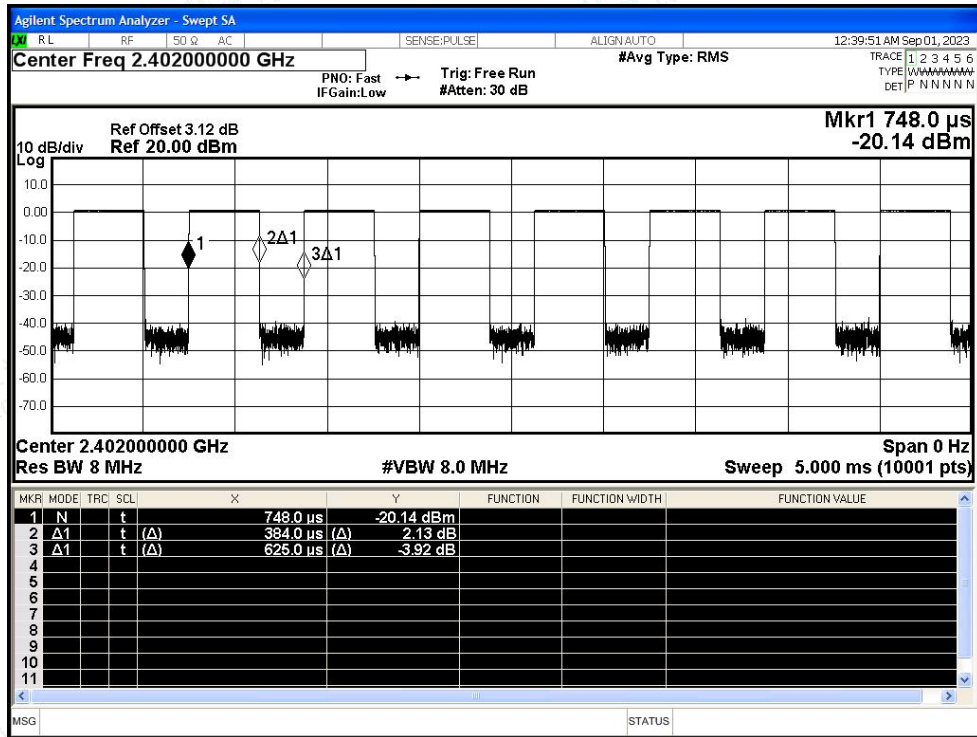 Agilent Spectrum Analyzer - Swept SA
LXI RL RF 50 Ω AC SENSE:PULSE ALIGN AUTO 12:39:51 AM Sep 01, 2023
Center Freq 2.402000000 GHz #Avg Type: RMS TRACE 1 2 3 4 5 6
PNO: Fast Trig: Free Run TYPE WWWWWW
IFGain:Low #Atten: 30 dB DET P N N N N N
Mkr1 748.0 µs
Ref Offset 3.12 dB
10 dB/div Ref 20.00 dBm -20.14 dBm
Log
10.0
0.00
-10.0
1
2Δ1
3Δ1
-20.0
-30.0
-40.0
-50.0
-60.0
-70.0
Center 2.402000000 GHz Span 0 Hz
Res BW 8 MHz #VBW 8.0 MHz Sweep 5.000 ms (10001 pts)
MKR MODE TRC SCL X Y FUNCTION FUNCTION WIDTH FUNCTION VALUE
1 N t 748.0 µs -20.14 dBm
2 Δ1 t (Δ) 384.0 µs (Δ) 2.13 dB
3 Δ1 t (Δ) 625.0 µs (Δ) -3.92 dB
4
5
6
7
8
9
10
11
MSG STATUS